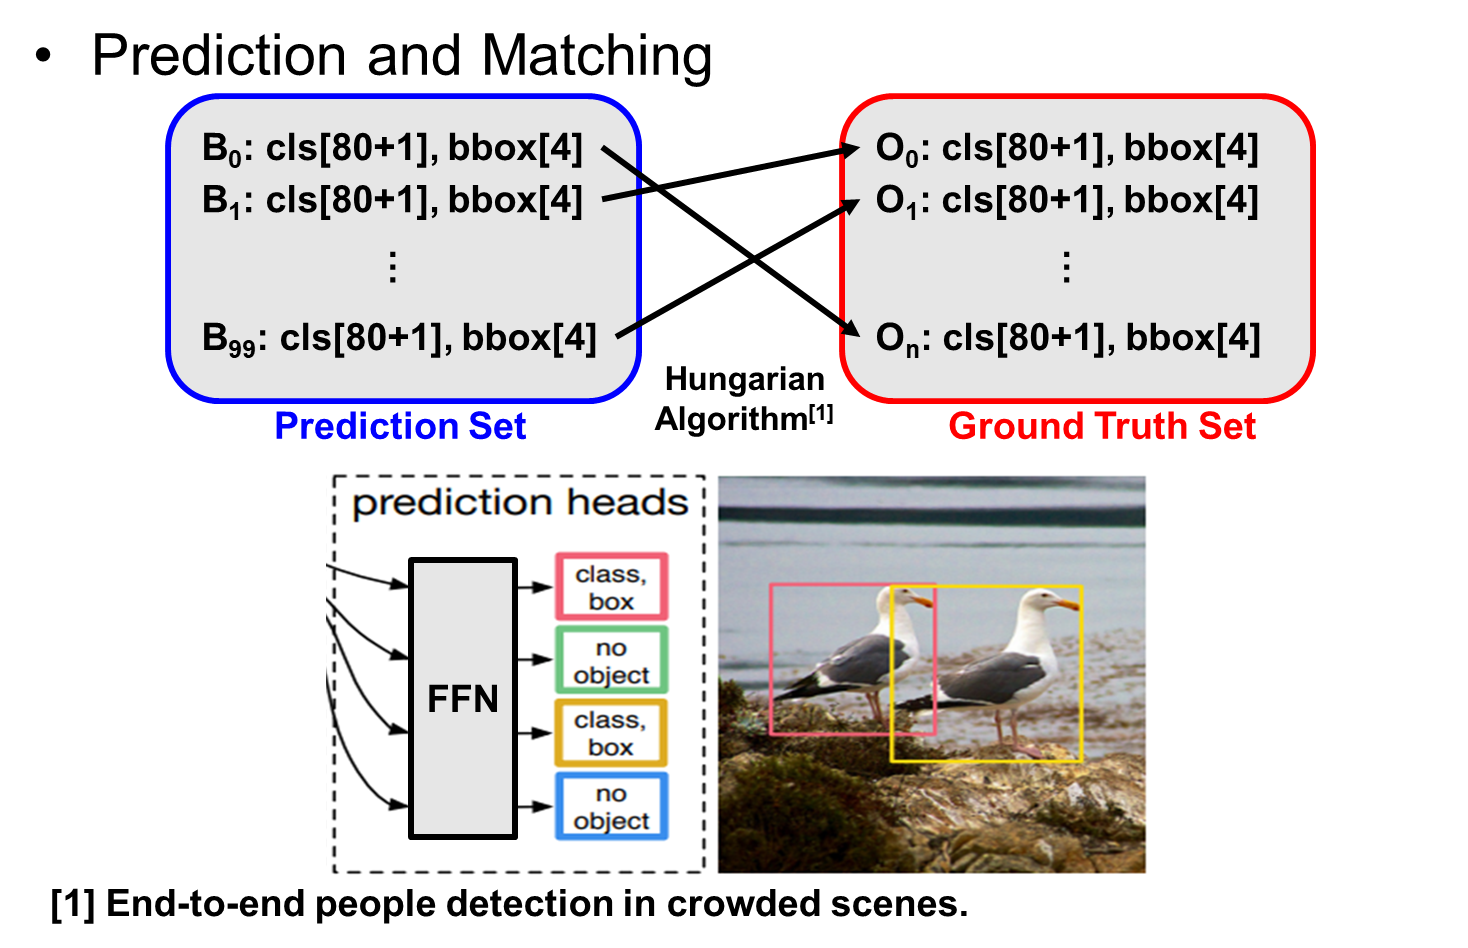 • Prediction and Matching
B0: cls[80+1], bbox[4]
B1: cls[80+1], bbox[4]
⋮
B99: cls[80+1], bbox[4]
Prediction Set
O0: cls[80+1], bbox[4]
O1: cls[80+1], bbox[4]
⋮
On: cls[80+1], bbox[4]
Ground Truth Set
Hungarian
Algorithm[1]
prediction heads
FFN
class,
box
no
object
class,
box
no
object
[1] End-to-end people detection in crowded scenes.